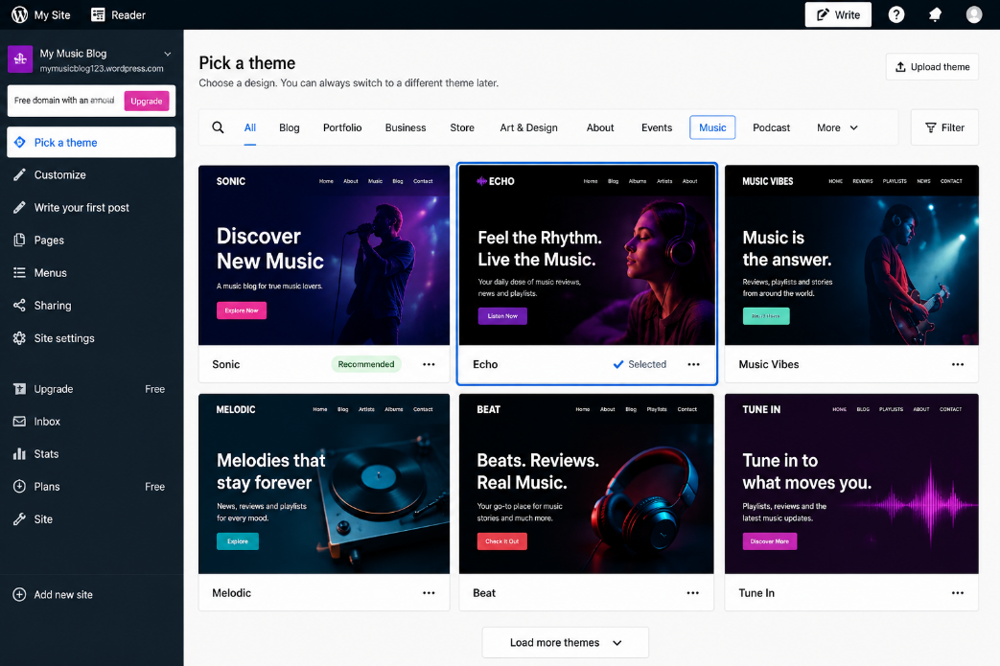 My Site
Reader
Write
My Music Blog
mymusicblog123.wordpress.com
Free domain with an
Upgrade
Pick a theme
Customize
Write your first post
Pages
Menus
Sharing
Site settings
Upgrade Free
Inbox
Stats
Plans Free
Site
Add new site
Pick a theme
Choose a design. You can always switch to a different theme later.
Upload theme
All Blog Portfolio Business Store Art & Design About Events Music Podcast More
Filter
SONIC
Home About Music Blog Contact
Discover
New Music
A music blog for true music lovers.
Explore Now
Sonic
Recommended
ECHO
Home Blog Albums Artists About
Feel the Rhythm.
Live the Music.
Your daily dose of music reviews,
news and playlists.
Listen Now
Echo
Selected
MUSIC VIBES
HOME REVIEWS PLAYLISTS NEWS CONTACT
Music is
the answer.
Reviews, playlists and stories
from around the world.
Music Vibes
MELODIC
Home Blog Artists Albums Contact
Melodies that
stay forever
News, reviews and playlists
for every mood.
Explore
Melodic
BEAT
Home About Blog Playlists Contact
Beats. Reviews.
Real Music.
Your go-to place for music
stories and much more.
Check It Out
Beat
TUNE IN
HOME BLOG PLAYLISTS ABOUT CONTACT
Tune in to
what moves you.
Playlists, reviews and the
latest music updates.
Discover More
Tune In
Load more themes